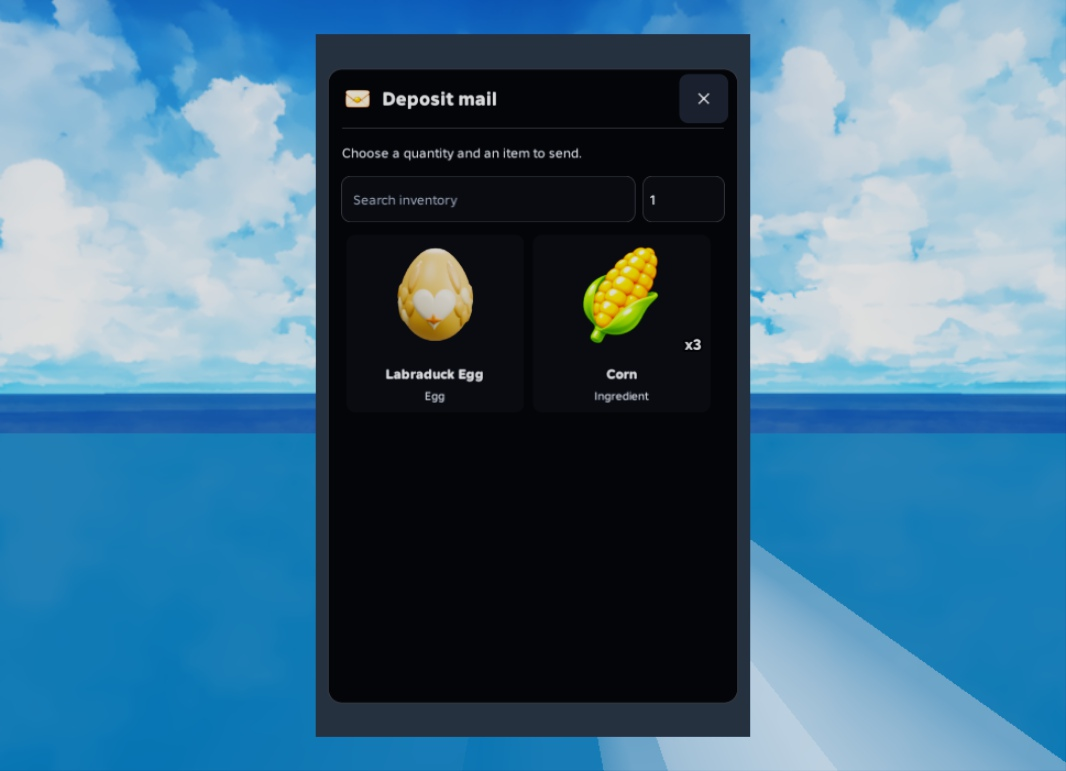 Deposit mail
Choose a quantity and an item to send.
Search inventory
1
x3
Labraduck Egg
Egg
Corn
Ingredient